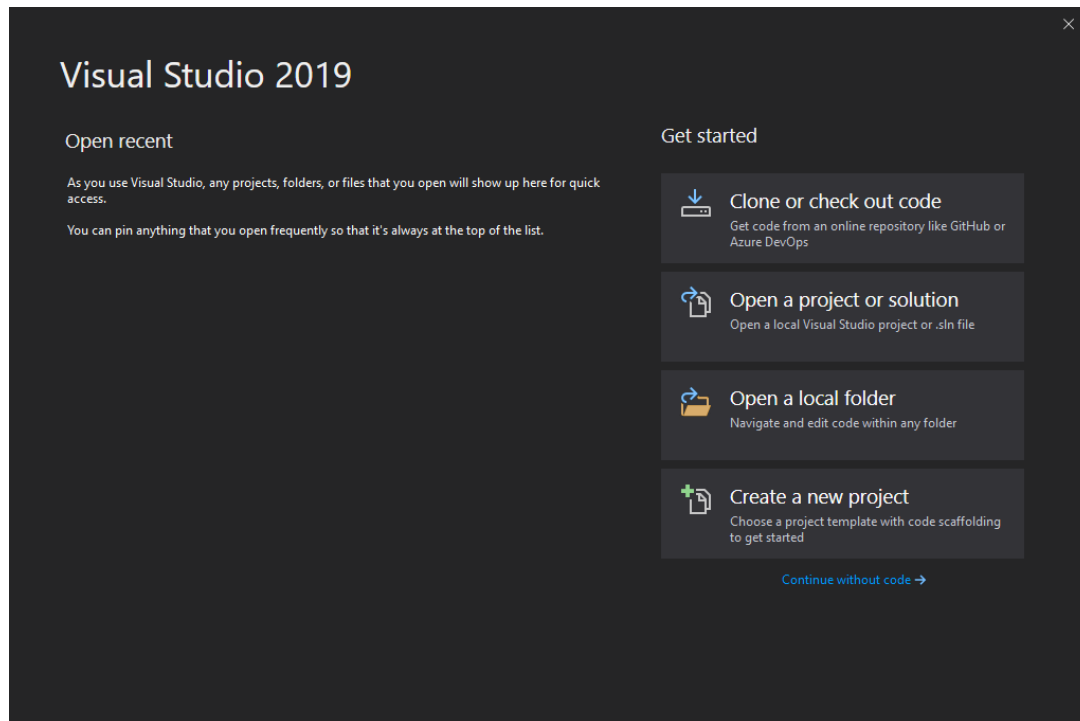 Visual Studio 2019
Open recent
As you use Visual Studio, any projects, folders, or files that you open will show up here for quick
access.
You can pin anything that you open frequently so that it's always at the top of the list.
Get started
Clone or check out code
Get code from an online repository like GitHub or
Azure DevOps
Open a project or solution
Open a local Visual Studio project or .sln file
Open a local folder
Navigate and edit code within any folder
Create a new project
Choose a project template with code scaffolding
to get started
Continue without code →